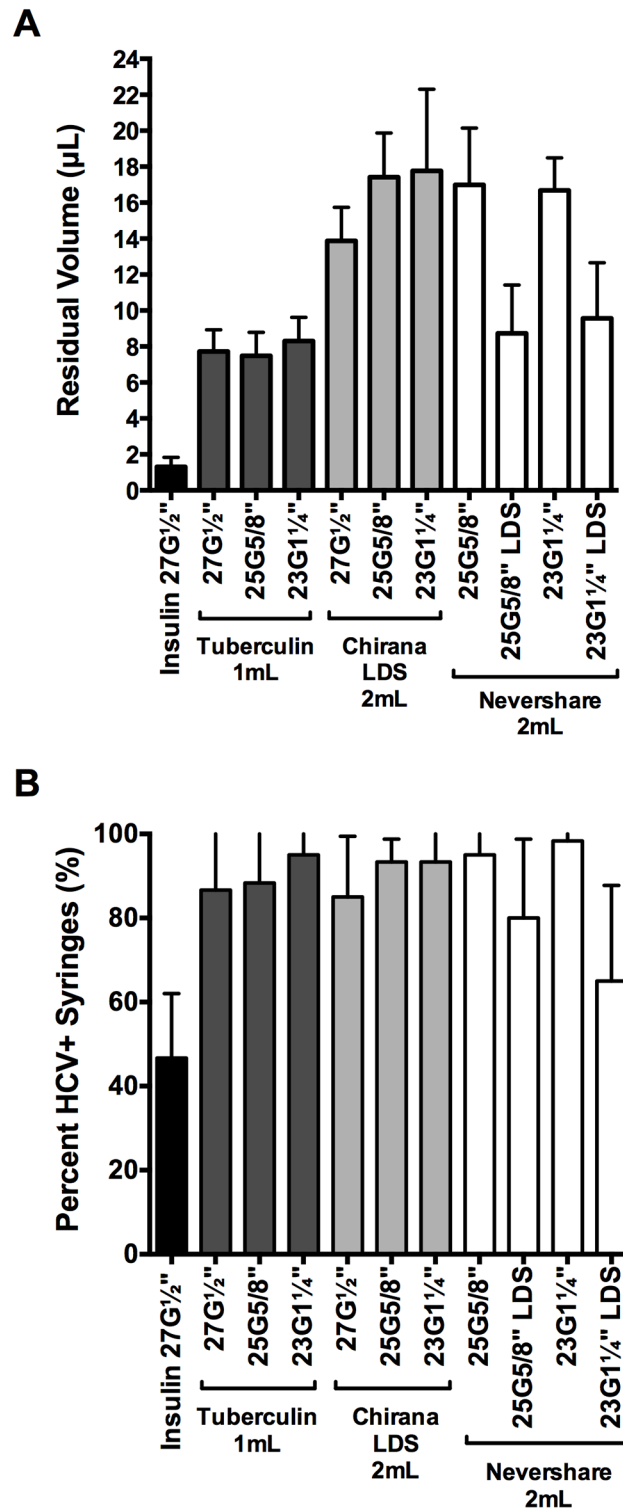 A
Residual Volume (µL)
24
22
20
18
16
14
12
10
8
6
4
2
0
Insulin 27G½"
27G½"
25G5/8"
23G1¼"
27G½"
25G5/8"
23G1¼"
25G5/8"
25G5/8" LDS
23G1¼"
23G1¼" LDS
Tuberculin
1mL
Chirana
LDS
2mL
Nevershare
2mL
B
Percent HCV+ Syringes (%)
100
80
60
40
20
0
Insulin 27G½"
27G½"
25G5/8"
23G1¼"
27G½"
25G5/8"
23G1¼"
25G5/8"
25G5/8" LDS
23G1¼"
23G1¼" LDS
Tuberculin
1mL
Chirana
LDS
2mL
Nevershare
2mL